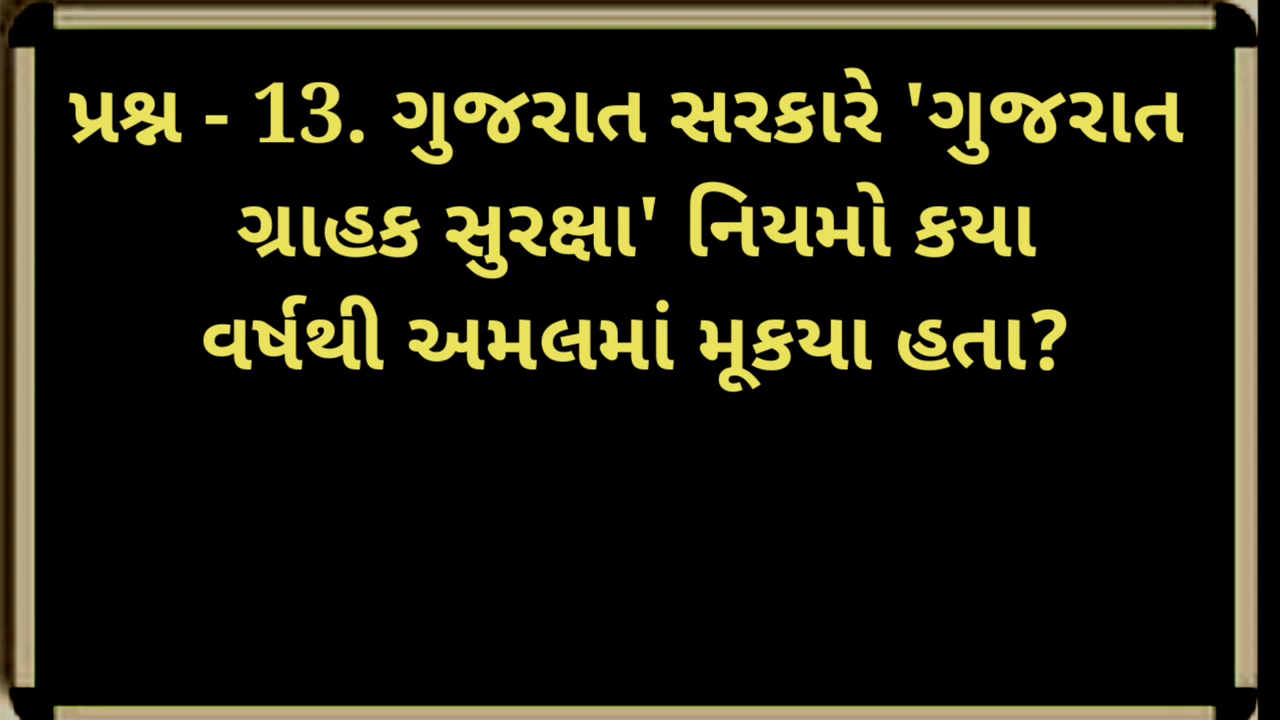 પ્રશ્ન - 13. ગુજરાત સરકારે 'ગુજરાત
ગ્રાહક સુરક્ષા' નિયમો કયા
વર્ષથી અમલમાં મૂકયા હતા?